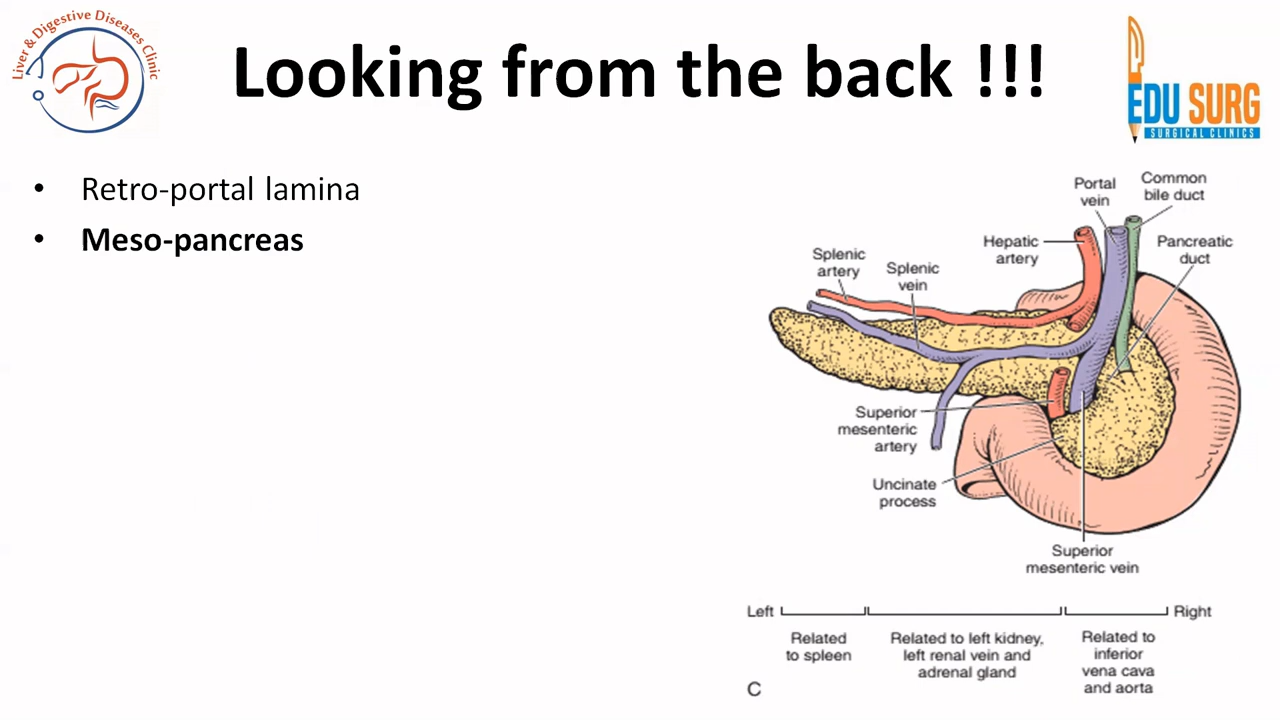 Liver & Digestive Diseases Clinic
Looking from the back !!!
EDU SURG
SURGICAL CLINICS
• Retro-portal lamina
• Meso-pancreas
Portal
vein
Common
bile duct
Hepatic
artery
Pancreatic
duct
Splenic
artery
Splenic
vein
Superior
mesenteric
artery
Uncinate
process
Superior
mesenteric vein
Left
Right
Related
to spleen
Related to left kidney,
left renal vein and
adrenal gland
Related to
inferior
vena cava
and aorta
C